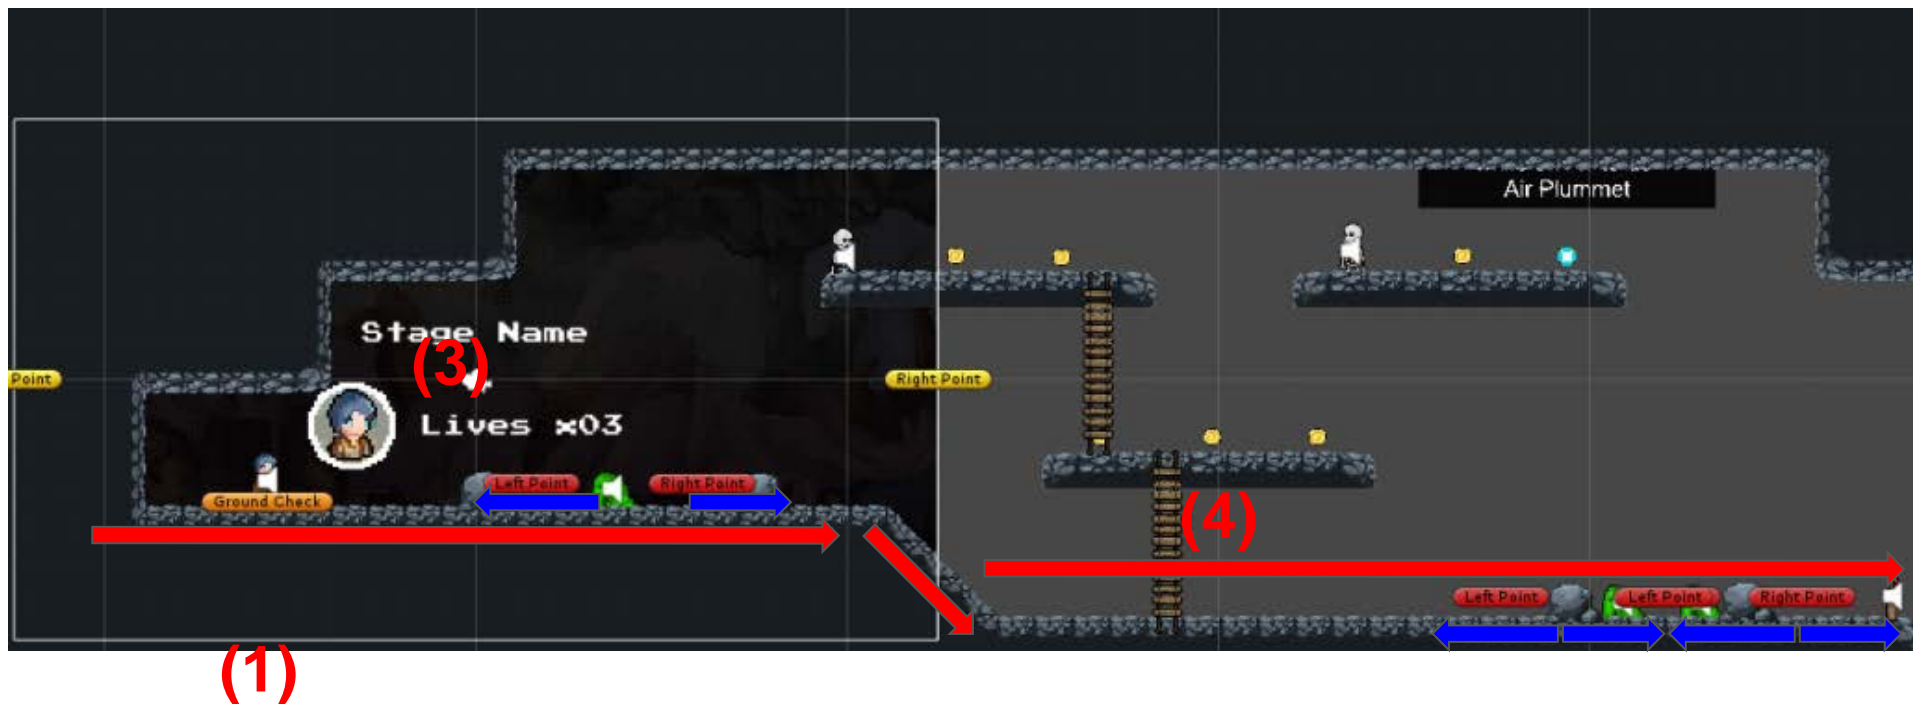 Air Plummet
Stage Name
(3)
Point
Right Point
Lives x03
Left Point
Right Point
Ground Check
(4)
Left Point
Left Point
Right Point
(1)